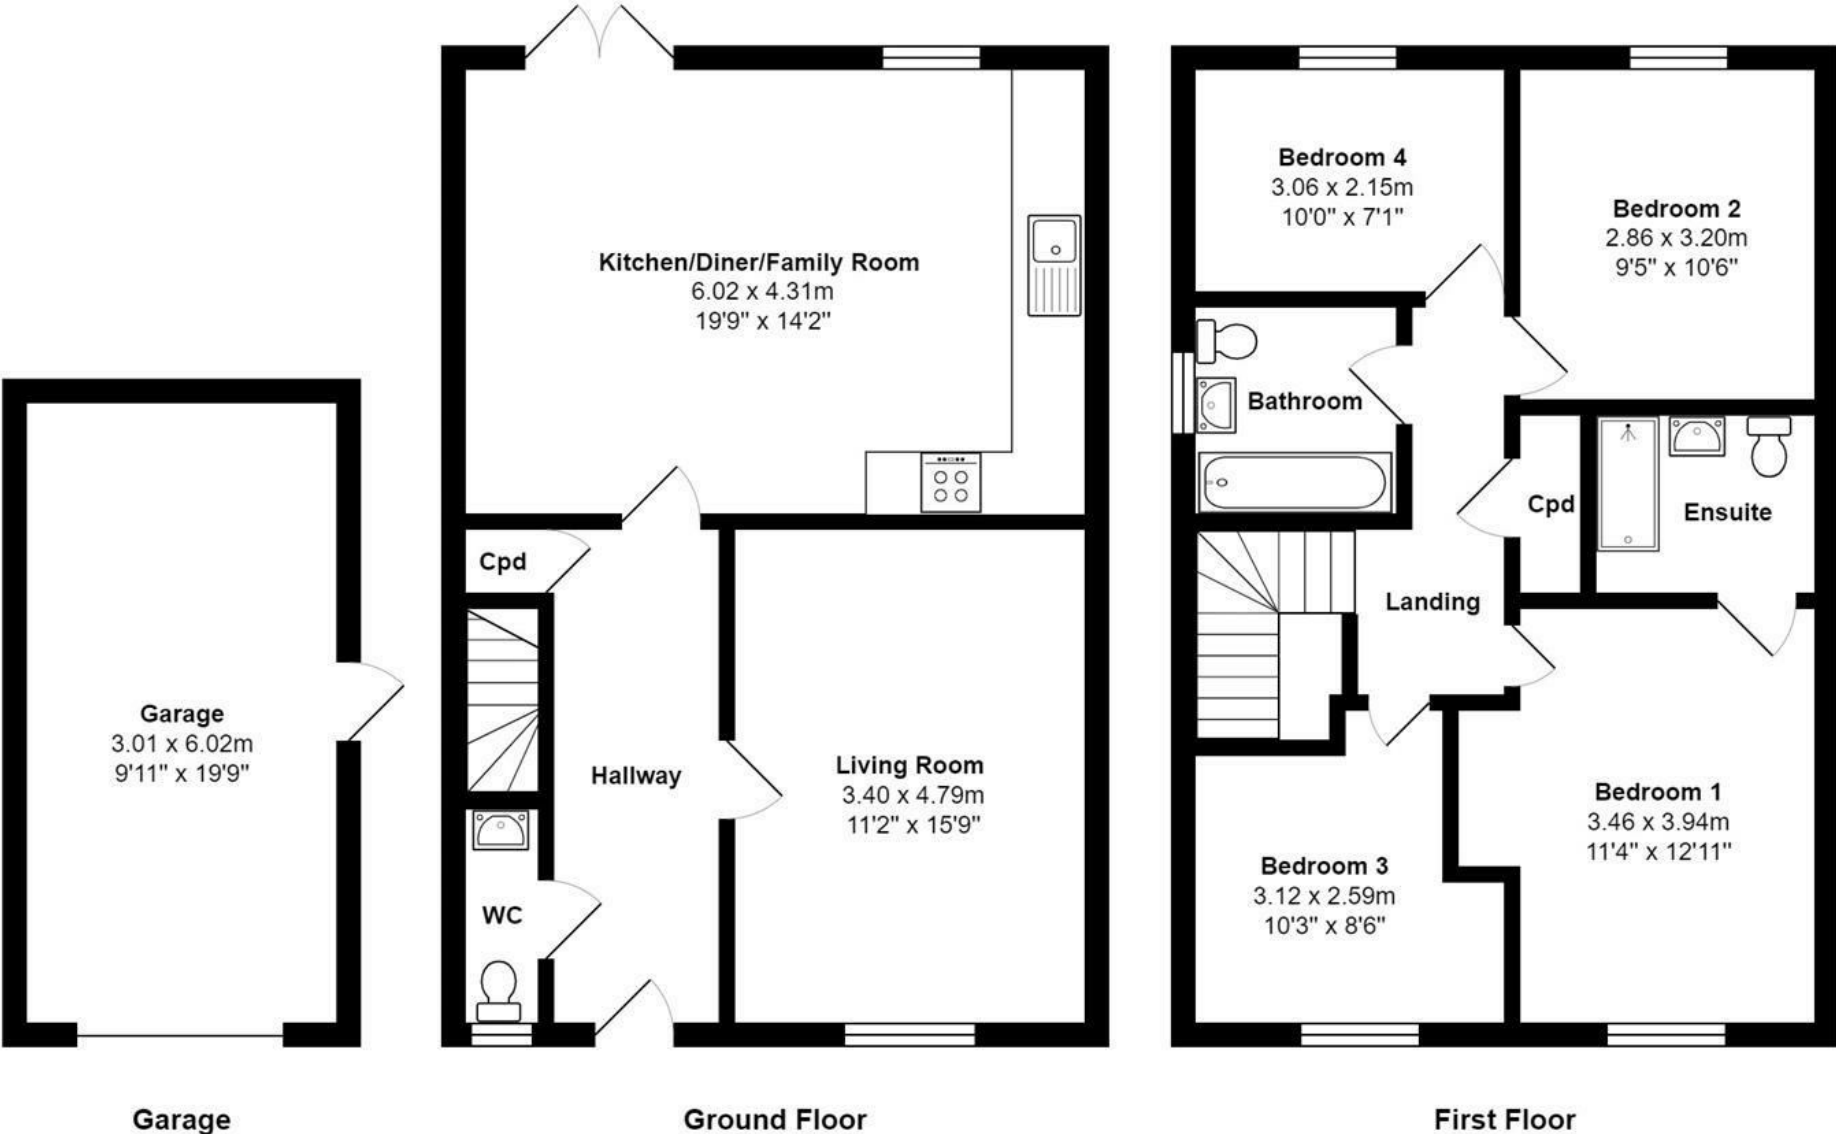 Garage
3.01 x 6.02m
9'11" x 19'9"
Garage
Kitchen/Diner/Family Room
6.02 x 4.31m
19'9" x 14'2"
Cpd
Hallway
Living Room
3.40 x 4.79m
11'2" x 15'9"
WC
Ground Floor
Bedroom 4
3.06 x 2.15m
10'0" x 7'1"
Bedroom 2
2.86 x 3.20m
9'5" x 10'6"
Bathroom
Cpd
Ensuite
Landing
Bedroom 1
3.46 x 3.94m
11'4" x 12'11"
Bedroom 3
3.12 x 2.59m
10'3" x 8'6"
First Floor